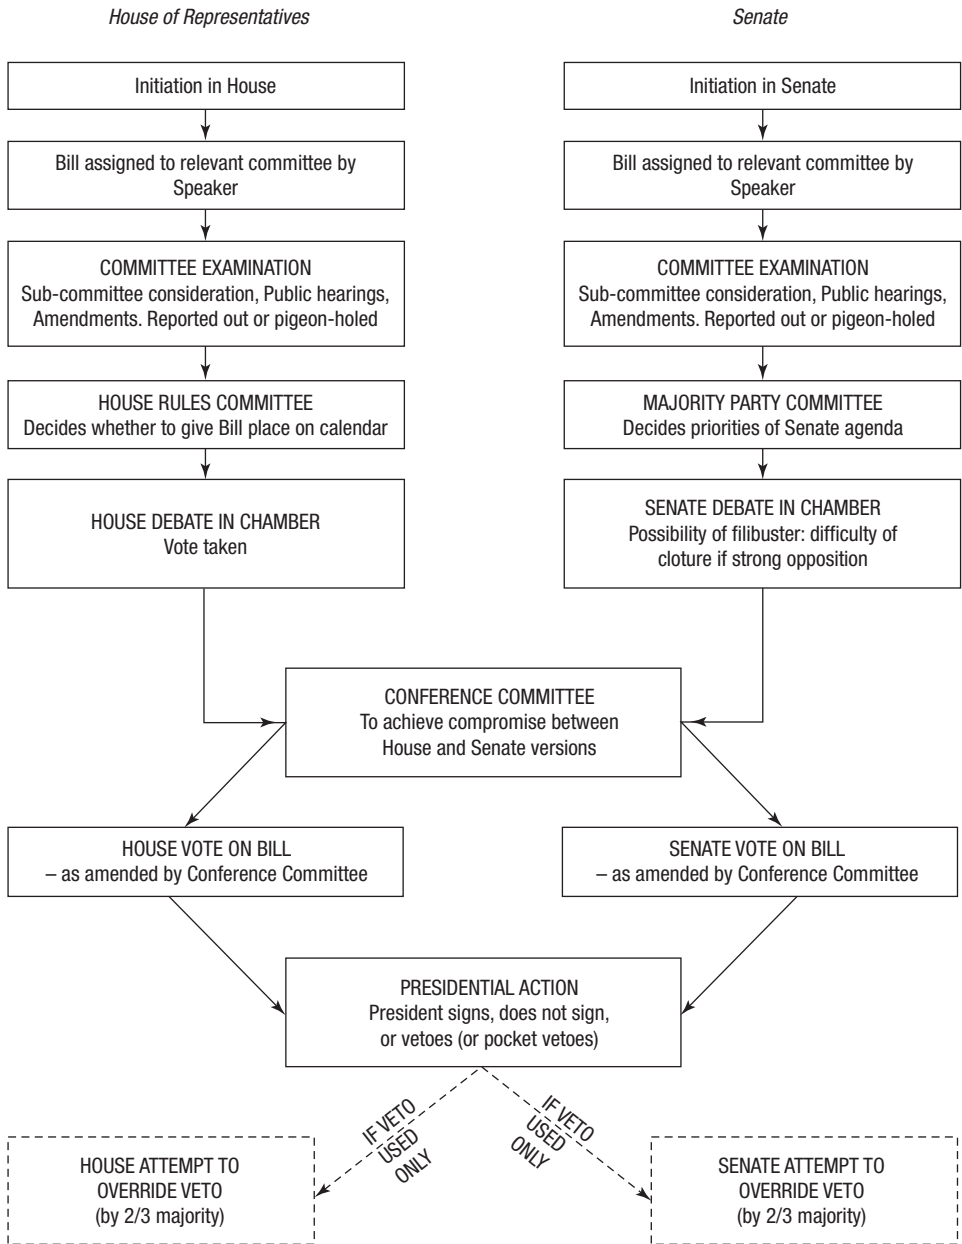 House of Representatives
Senate
Initiation in House
Initiation in Senate
Bill assigned to relevant committee by
Speaker
Bill assigned to relevant committee by
Speaker
COMMITTEE EXAMINATION
Sub-committee consideration, Public hearings,
Amendments. Reported out or pigeon-holed
COMMITTEE EXAMINATION
Sub-committee consideration, Public hearings,
Amendments. Reported out or pigeon-holed
HOUSE RULES COMMITTEE
Decides whether to give Bill place on calendar
MAJORITY PARTY COMMITTEE
Decides priorities of Senate agenda
HOUSE DEBATE IN CHAMBER
Vote taken
SENATE DEBATE IN CHAMBER
Possibility of filibuster: difficulty of
cloture if strong opposition
CONFERENCE COMMITTEE
To achieve compromise between
House and Senate versions
HOUSE VOTE ON BILL
– as amended by Conference Committee
SENATE VOTE ON BILL
– as amended by Conference Committee
PRESIDENTIAL ACTION
President signs, does not sign,
or vetoes (or pocket vetoes)
IF VETO
USED
ONLY
IF VETO
USED
ONLY
HOUSE ATTEMPT TO
OVERRIDE VETO
(by 2/3 majority)
SENATE ATTEMPT TO
OVERRIDE VETO
(by 2/3 majority)